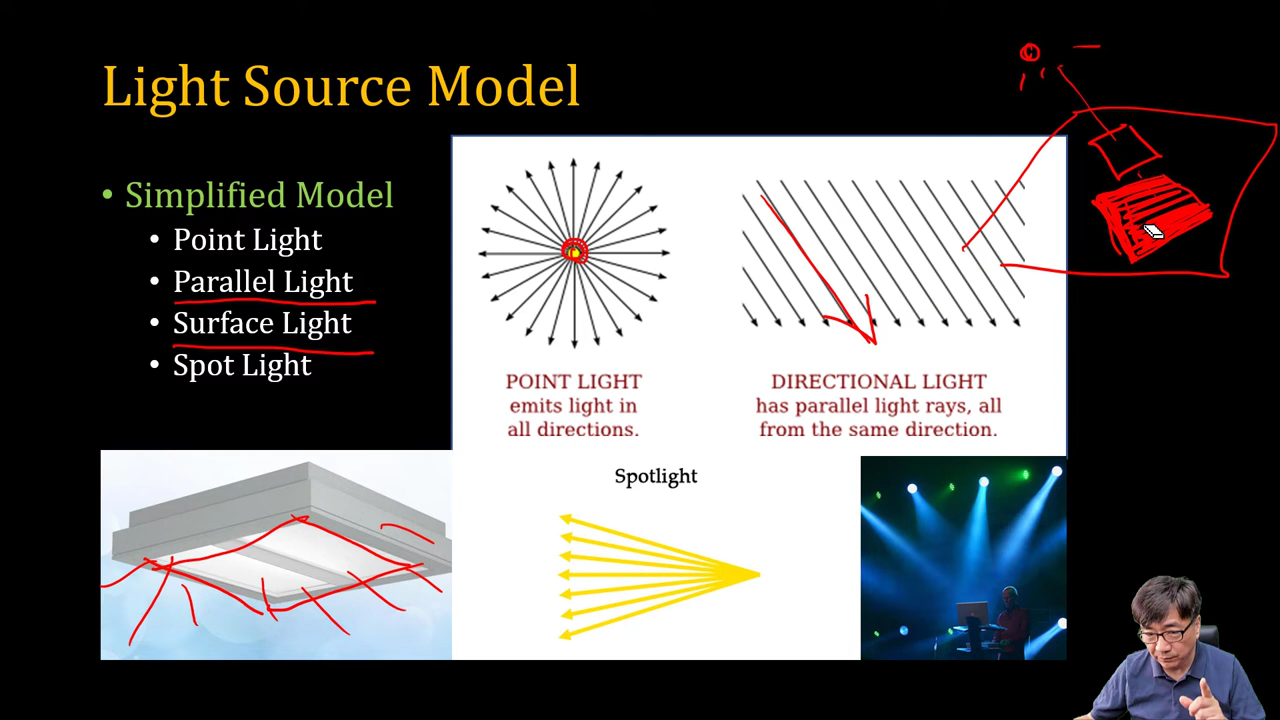 Light Source Model
• Simplified Model
• Point Light
• Parallel Light
• Surface Light
• Spot Light
POINT LIGHT
emits light in
all directions.
DIRECTIONAL LIGHT
has parallel light rays, all
from the same direction.
Spotlight